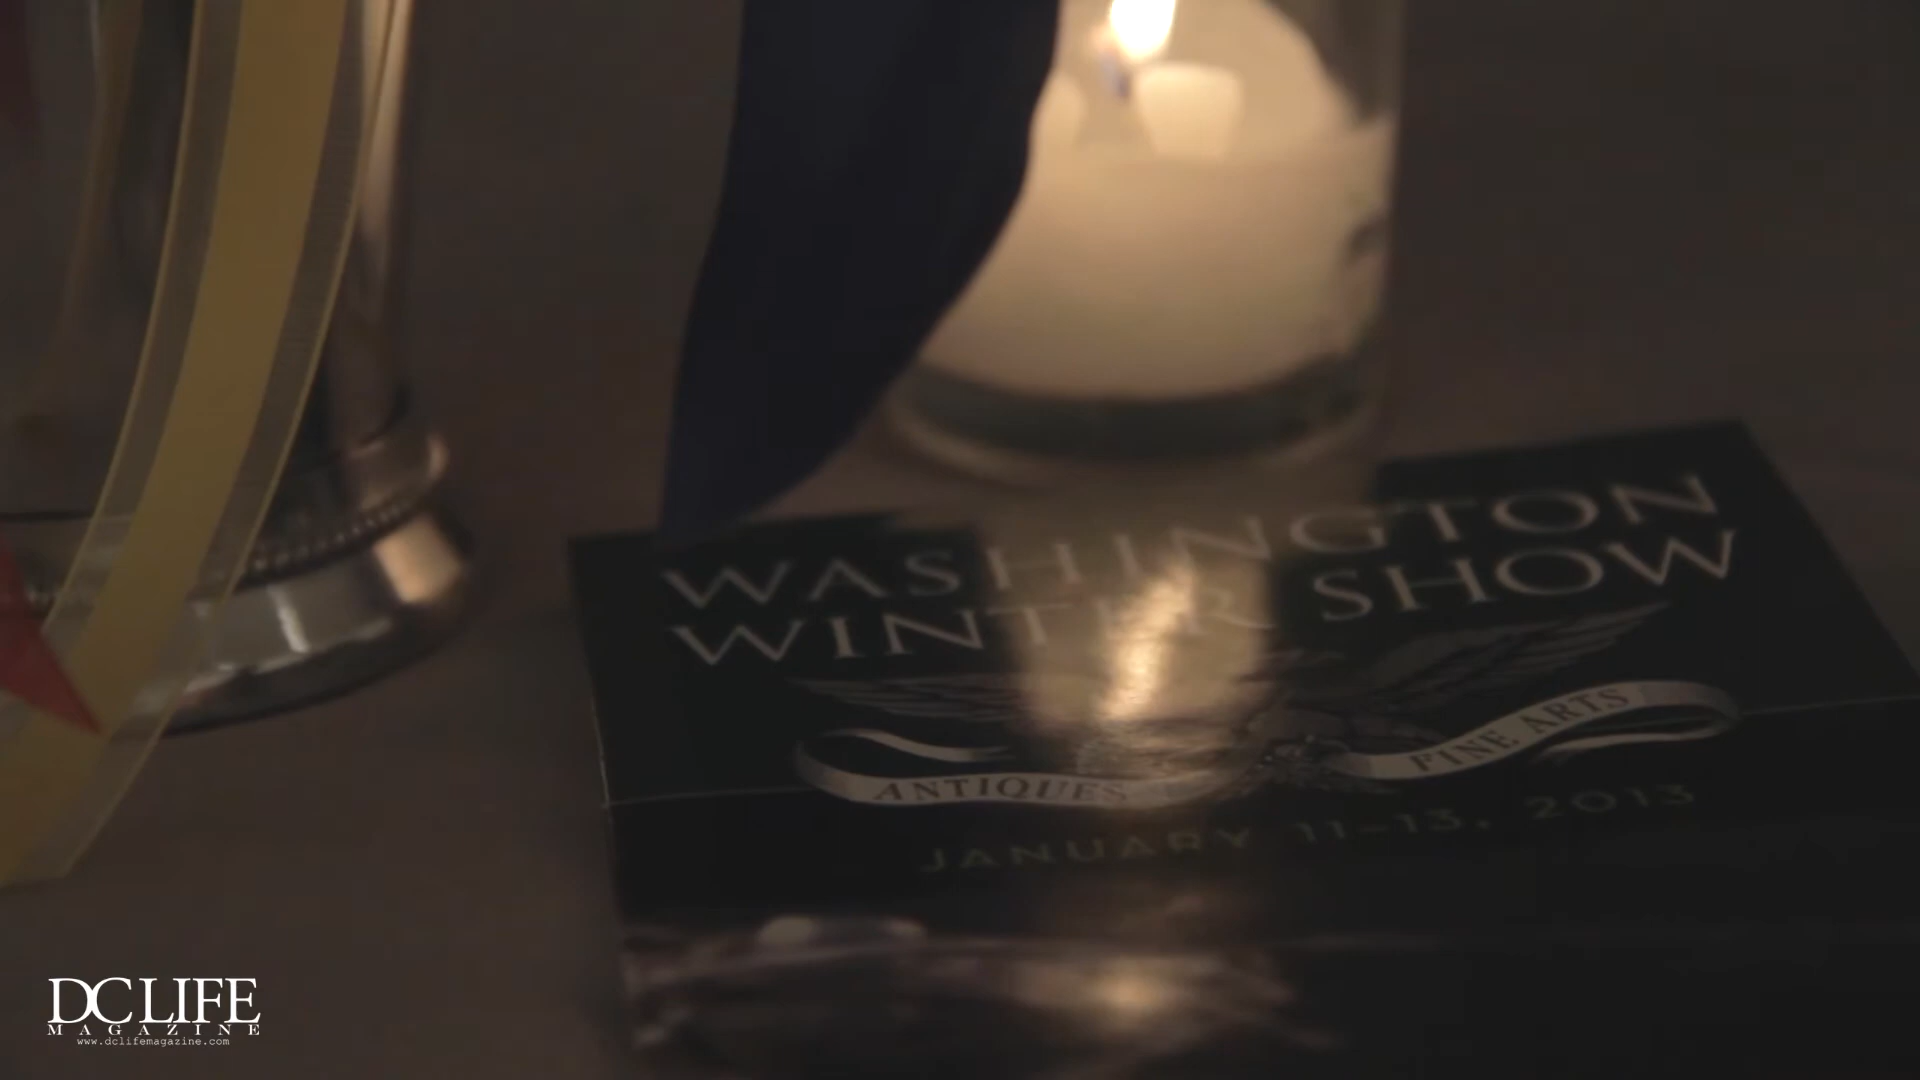 WASHINGTON
WINTER SHOW
ANTIQUES FINE ARTS
JANUARY 11-13, 2013
DC LIFE
MAGAZINE
www.dclifemagazine.com